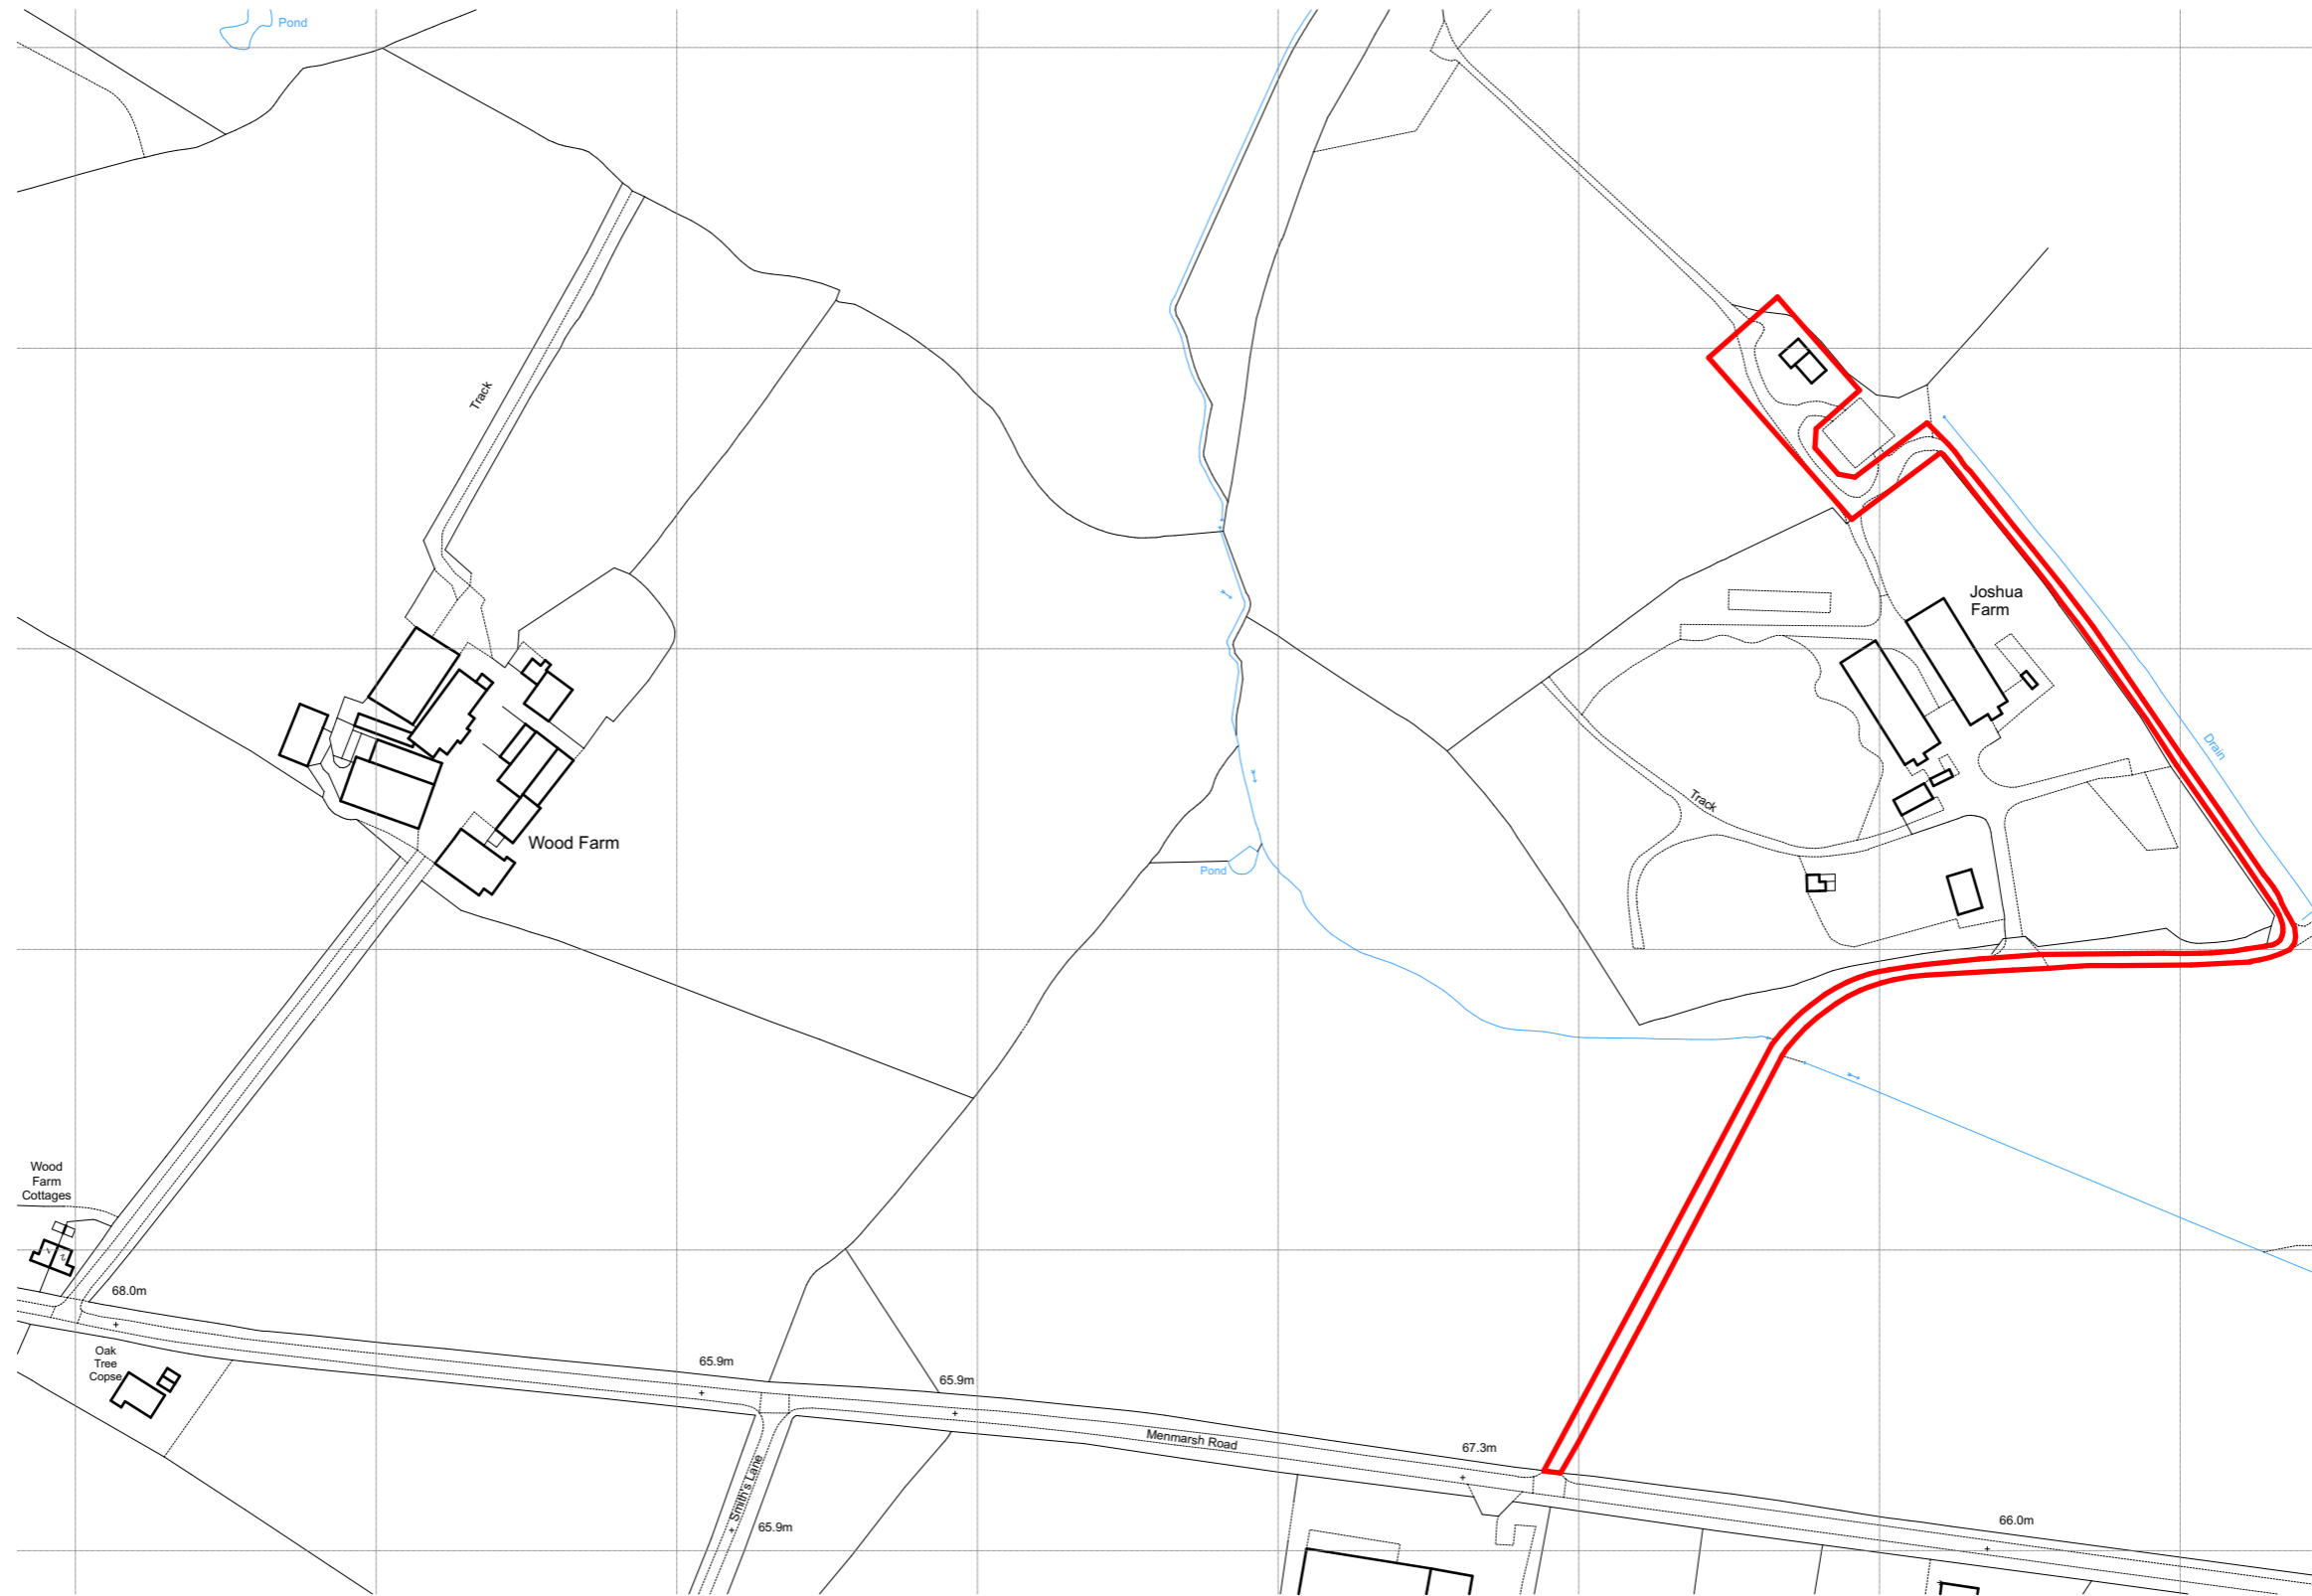 Pond
Track
Joshua
Farm
Drain
Track
Wood Farm
Pond
Wood
Farm
Cottages
68.0m
Oak
Tree
Copse
65.9m
65.9m
Menmarsh Road
67.3m
Smith's Lane
65.9m
66.0m